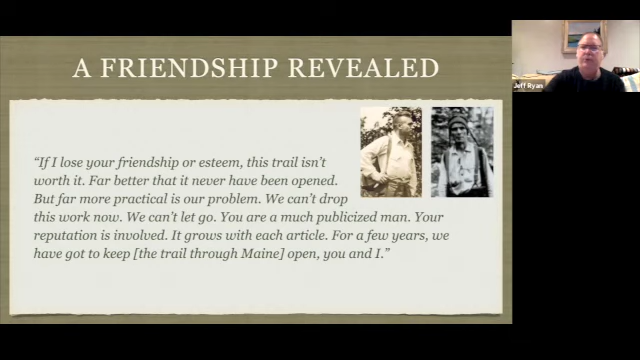 A FRIENDSHIP REVEALED
Jeff Ryan
“If I lose your friendship or esteem, this trail isn’t
worth it. Far better that it never have been opened.
But far more practical is our problem. We can’t drop
this work now. We can’t let go. You are a much publicized man. Your
reputation is involved. It grows with each article. For a few years, we
have got to keep [the trail through Maine] open, you and I.”